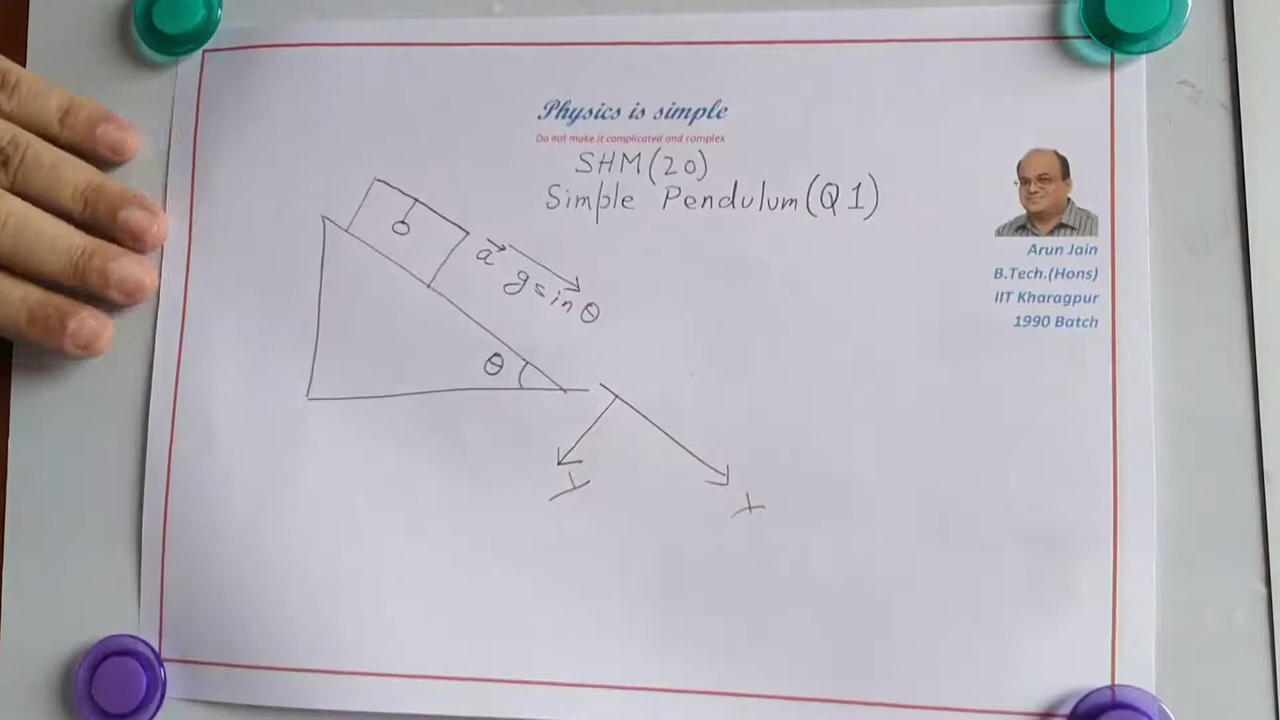 Physics is simple
Do not make it complicated and complex
SHM(20)
Simple Pendulum(Q1)
Arun Jain
B.Tech.(Hons)
IIT Kharagpur
1990 Batch
a
g sin θ
θ
y
x